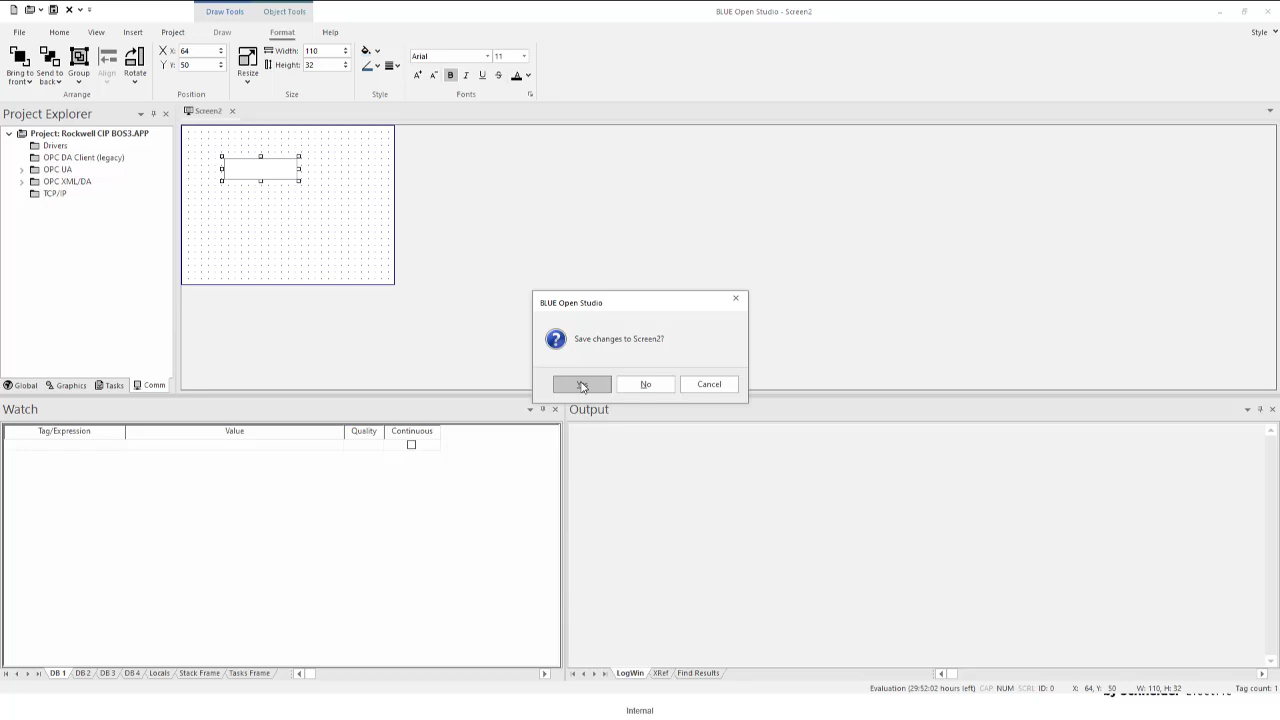 Draw Tools Object Tools BLUE Open Studio - Screen2
File Home View Insert Project Draw Format Help Style
X: 64 Width: 110 Arial 11
Bring to front Send to back Group Align Rotate Y: 50 Resize Height: 32 B I U S A
Arrange Position Size Style Fonts
Project Explorer
Screen2
Project: Rockwell CIP BOS3.APP
Drivers
OPC DA Client (legacy)
OPC UA
OPC XML/DA
TCP/IP
BLUE Open Studio
Save changes to Screen2?
No Cancel
Global Graphics Tasks Comm
Watch Output
Tag/Expression Value Quality Continuous
DB 1 DB 2 DB 3 DB 4 Locals Stack Frame Tasks Frame LogWin XRef Find Results
Evaluation (29:52:02 hours left) CAP NUM SCRL ID: 0 X: 64, Y: 50 W: 110, H: 32 Tag count: 1
Internal